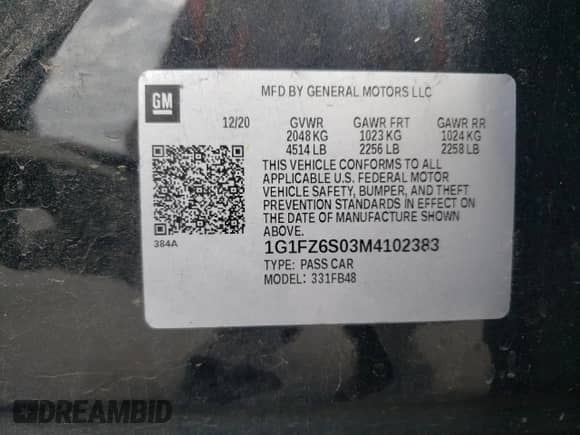 GM
MFD BY GENERAL MOTORS LLC
12/20 GVWR GAWR FRT GAWR RR
2048 KG 1023 KG 1024 KG
4514 LB 2256 LB 2258 LB
THIS VEHICLE CONFORMS TO ALL
APPLICABLE U.S. FEDERAL MOTOR
VEHICLE SAFETY, BUMPER, AND THEFT
PREVENTION STANDARDS IN EFFECT ON
THE DATE OF MANUFACTURE SHOWN
ABOVE.
384A
1G1FZ6S03M4102383
TYPE: PASS CAR
MODEL: 331FB48
DREAMBID